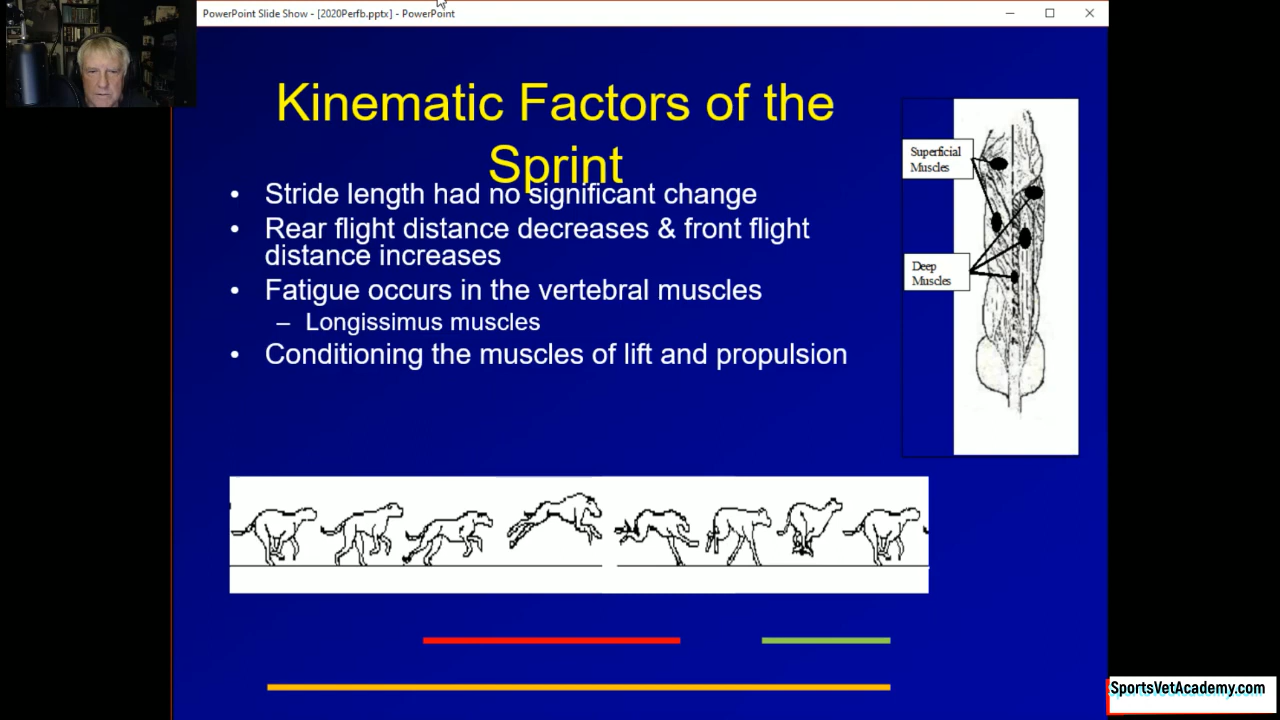 PowerPoint Slide Show - [2020Perfb.pptx] - PowerPoint
Kinematic Factors of the
Sprint
• Stride length had no significant change
• Rear flight distance decreases & front flight
distance increases
• Fatigue occurs in the vertebral muscles
– Longissimus muscles
• Conditioning the muscles of lift and propulsion
Superficial
Muscles
Deep
Muscles
SportsVetAcademy.com